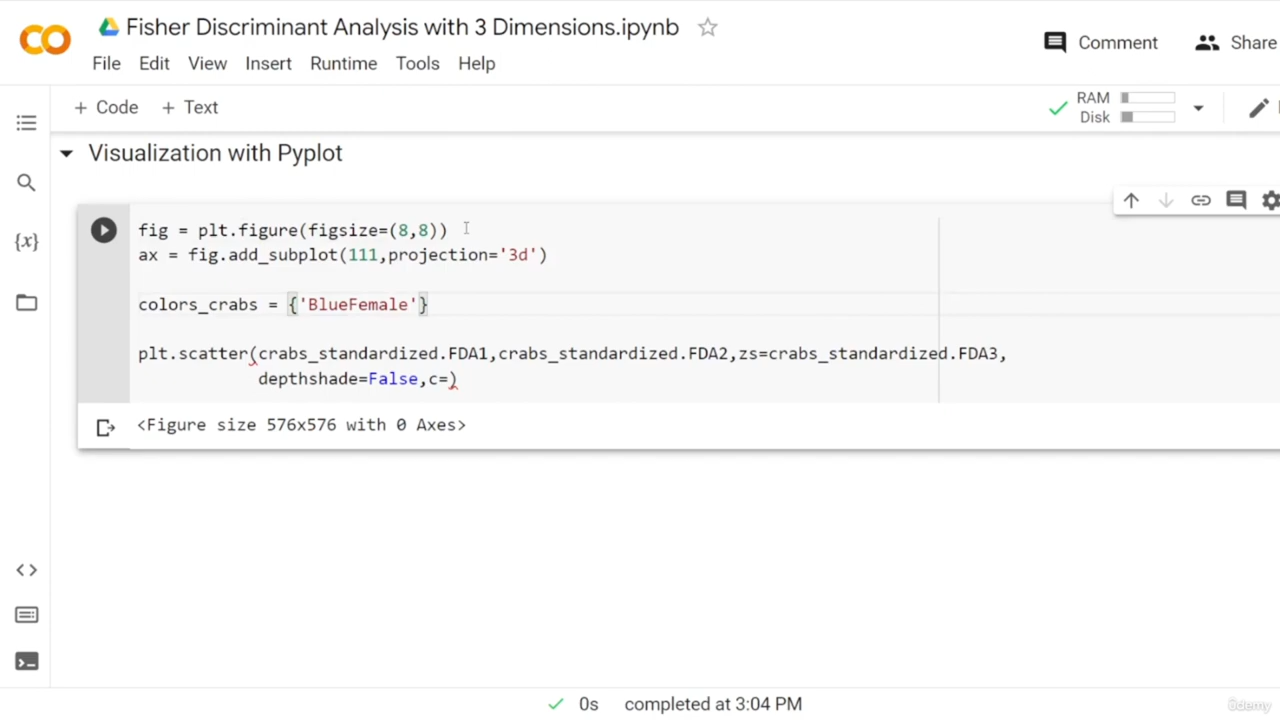 Fisher Discriminant Analysis with 3 Dimensions.ipynb
Comment
Share
File Edit View Insert Runtime Tools Help
+ Code + Text
RAM
Disk
Visualization with Pyplot
{x}
fig = plt.figure(figsize=(8,8))
ax = fig.add_subplot(111,projection='3d')
colors_crabs = {'BlueFemale'}
plt.scatter(crabs_standardized.FDA1,crabs_standardized.FDA2,zs=crabs_standardized.FDA3,
depthshade=False,c=)
<Figure size 576x576 with 0 Axes>
0s completed at 3:04 PM
ûdemy